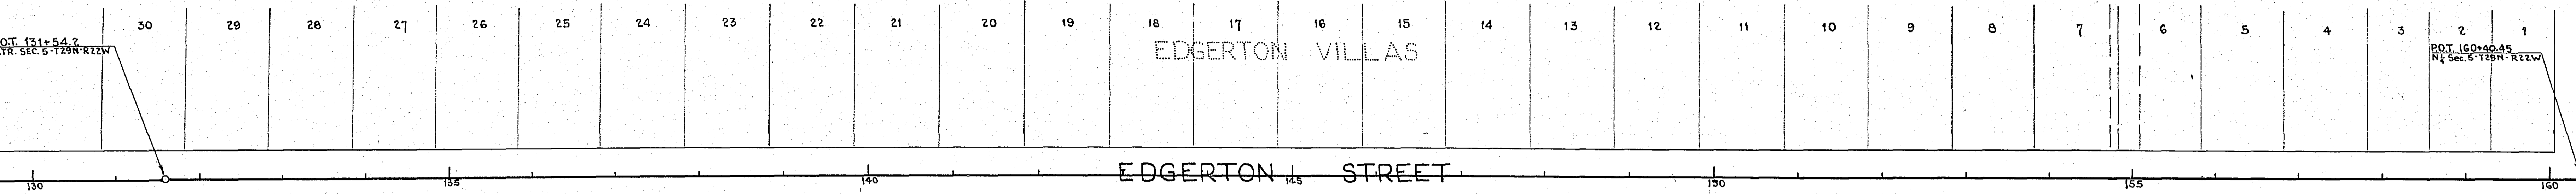 30 29 28 27 26 25 24 23 22 21 20 19 18 17 16 15 14 13 12 11 10 9 8 7 6 5 4 3 2 1
O.T. 131+54.2
TR. SEC. 5-T29N-R22W
EDGERTON VILLAS
P.O.T. 160+40.45
N¼ Sec. 5-T29N-R22W
EDGERTON STREET
130 135 140 145 150 155 160